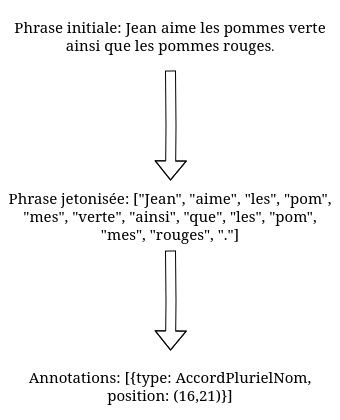 Phrase initiale: Jean aime les pommes verte
ainsi que les pommes rouges.
Phrase jetonisée: ["Jean", "aime", "les", "pom",
"mes", "verte", "ainsi", "que", "les", "pom",
"mes", "rouges", "."]
Annotations: [{type: AccordPlurielNom,
position: (16,21)}]